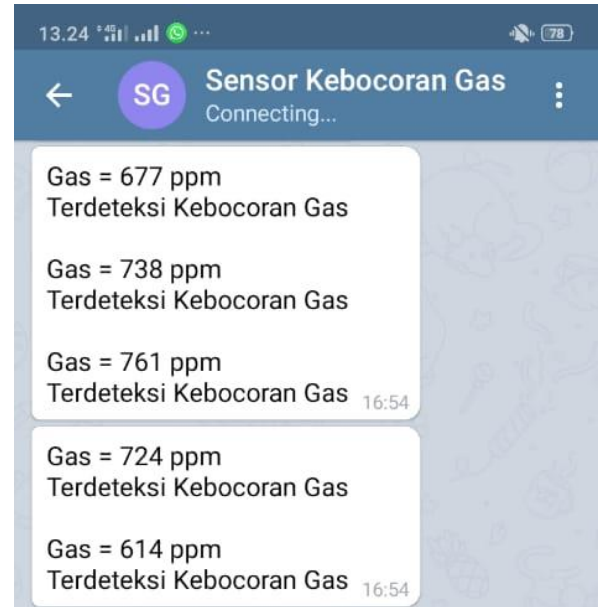 13.24 4G ...
78
SG
Sensor Kebocoran Gas
Connecting...
Gas = 677 ppm
Terdeteksi Kebocoran Gas
Gas = 738 ppm
Terdeteksi Kebocoran Gas
Gas = 761 ppm
Terdeteksi Kebocoran Gas 16:54
Gas = 724 ppm
Terdeteksi Kebocoran Gas
Gas = 614 ppm
Terdeteksi Kebocoran Gas 16:54